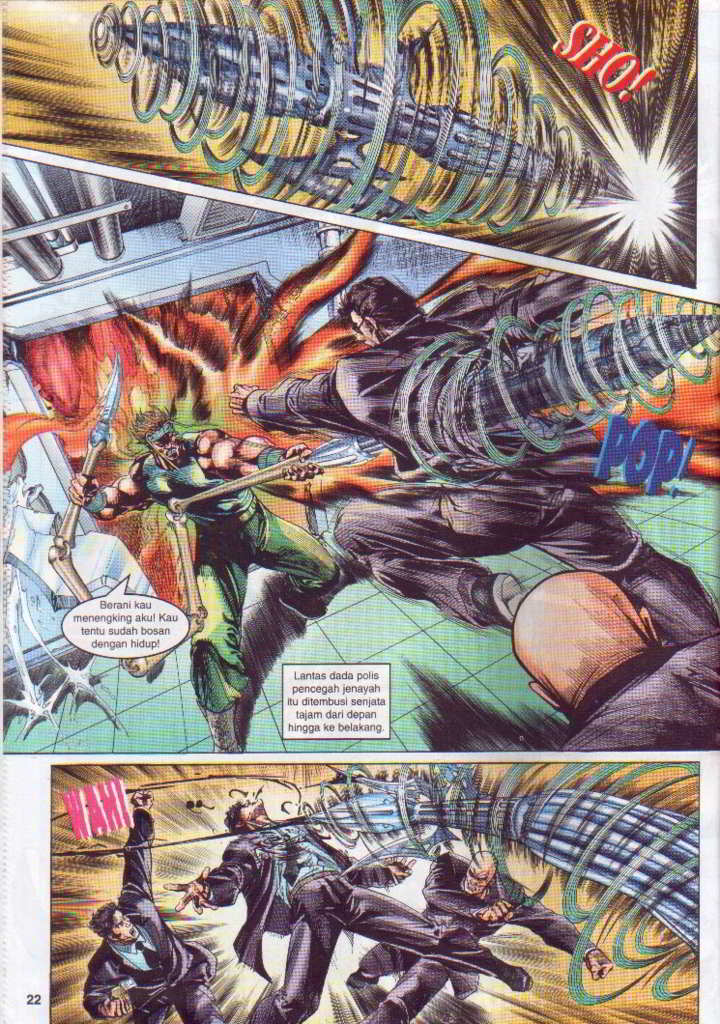 SHO!
POP!
Berani kau
menengking aku! Kau
tentu sudah bosan
dengan hidup!
Lantas dada polis
pencegah jenayah
itu ditembusi senjata
tajam dari depan
hingga ke belakang.
WAH!
22